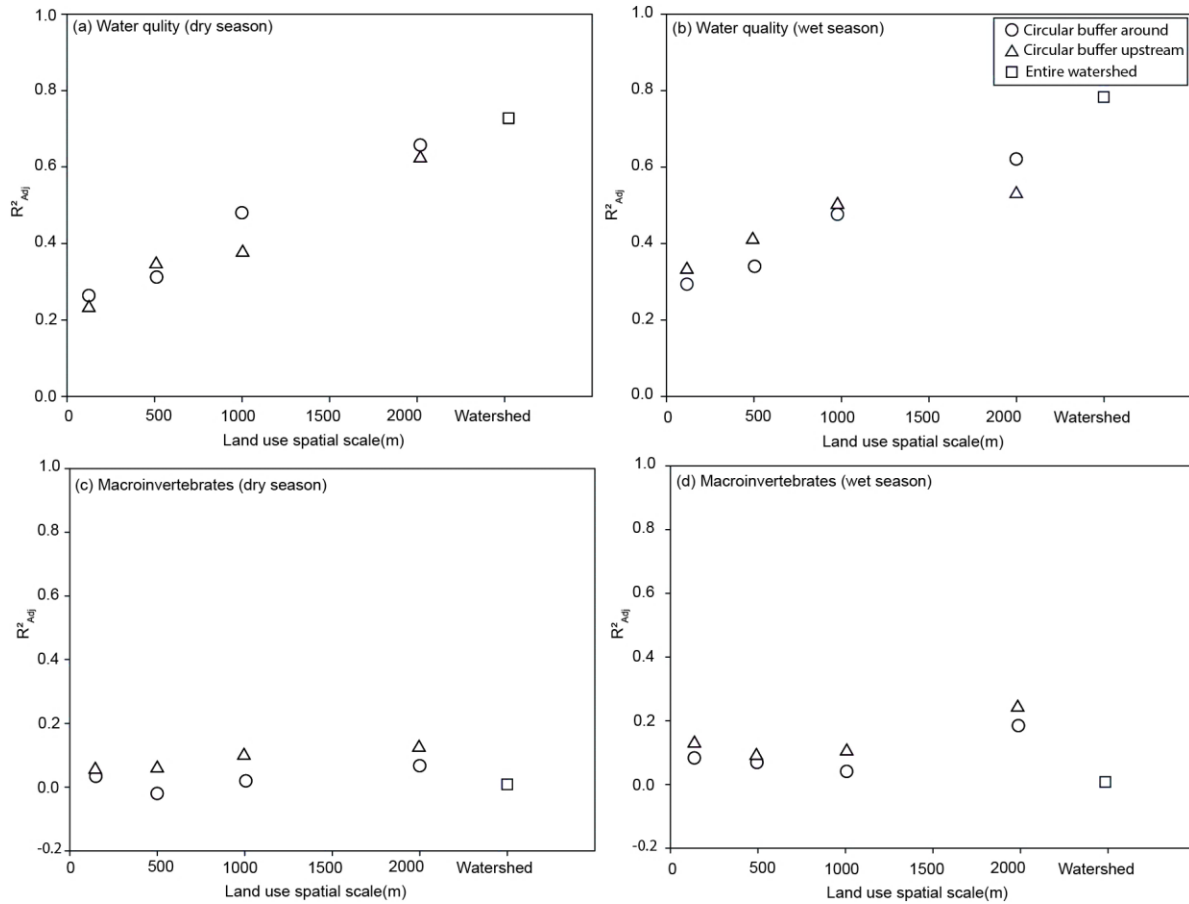 (a) Water qulity (dry season)
1.0
0.8
0.6
0.4
0.2
0.0
R²Adj
0 500 1000 1500 2000 Watershed
Land use spatial scale(m)
(b) Water quality (wet season)
Circular buffer around
Circular buffer upstream
Entire watershed
1.0
0.8
0.6
0.4
0.2
0.0
R²Adj
0 500 1000 1500 2000 Watershed
Land use spatial scale(m)
(c) Macroinvertebrates (dry season)
1.0
0.8
0.6
0.4
0.2
0.0
-0.2
R²Adj
0 500 1000 1500 2000 Watershed
Land use spatial scale(m)
(d) Macroinvertebrates (wet season)
1.0
0.8
0.6
0.4
0.2
0.0
-0.2
R²Adj
0 500 1000 1500 2000 Watershed
Land use spatial scale(m)